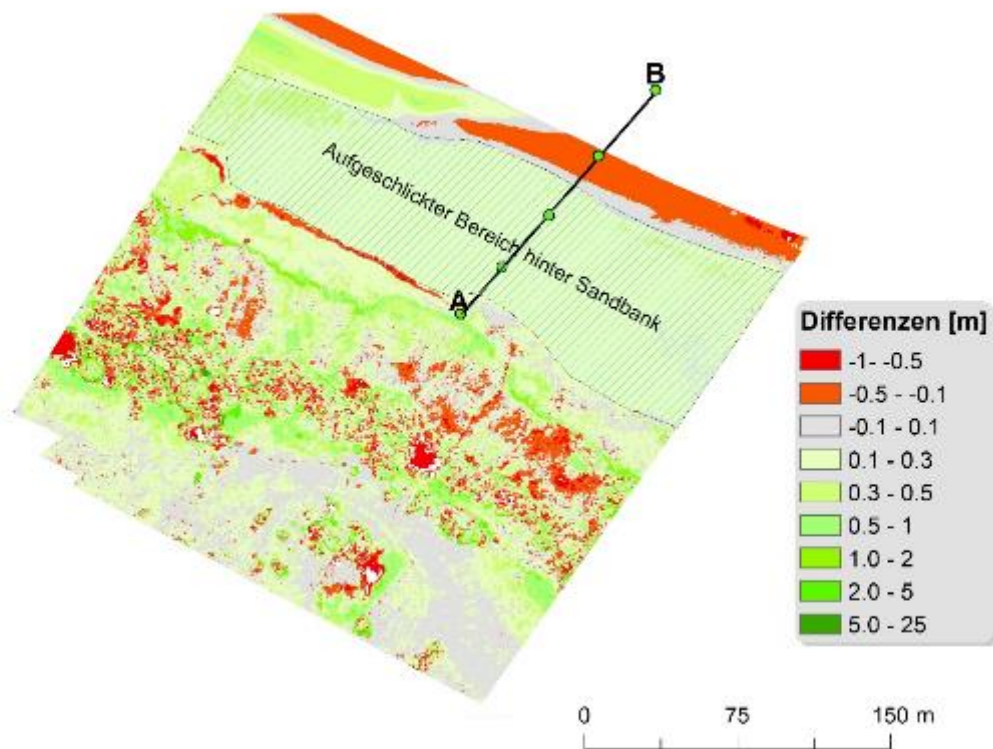 B
Aufgeschlickter Bereich hinter Sandbank
A
Differenzen [m]
-1- -0.5
-0.5 - -0.1
-0.1 - 0.1
0.1 - 0.3
0.3 - 0.5
0.5 - 1
1.0 - 2
2.0 - 5
5.0 - 25
0 75 150 m